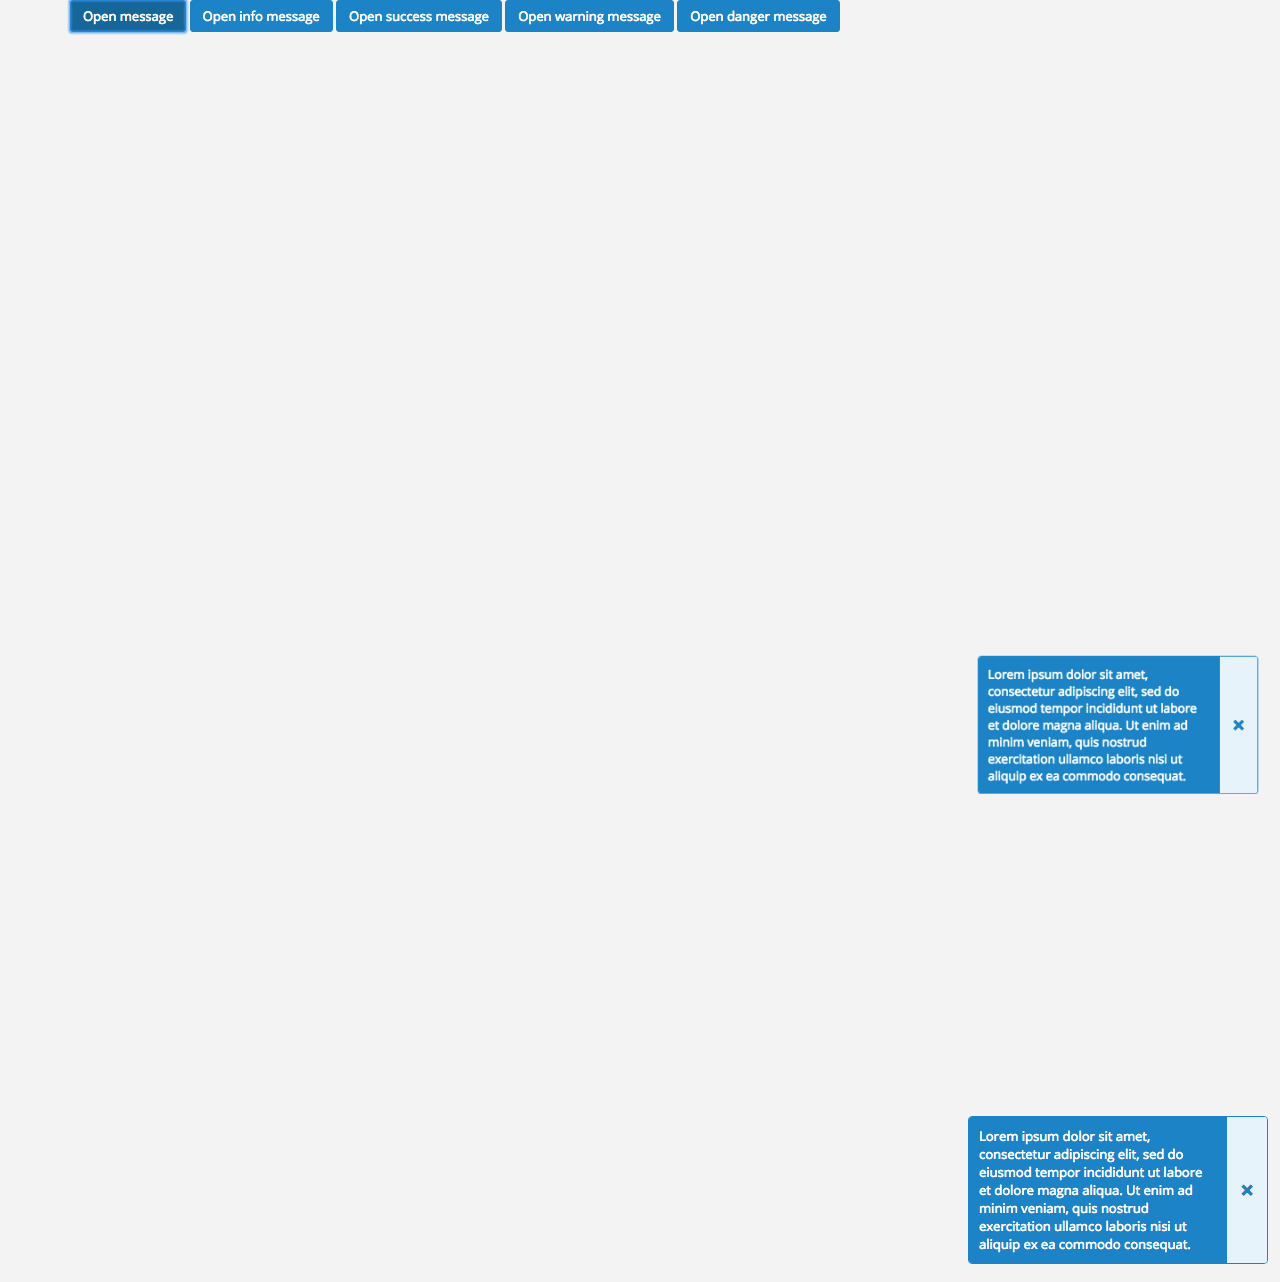 Open message Open info message Open success message Open warning message Open danger message
Lorem ipsum dolor sit amet,
consectetur adipiscing elit, sed do
eiusmod tempor incididunt ut labore
et dolore magna aliqua. Ut enim ad
minim veniam, quis nostrud
exercitation ullamco laboris nisi ut
aliquip ex ea commodo consequat.
Lorem ipsum dolor sit amet,
consectetur adipiscing elit, sed do
eiusmod tempor incididunt ut labore
et dolore magna aliqua. Ut enim ad
minim veniam, quis nostrud
exercitation ullamco laboris nisi ut
aliquip ex ea commodo consequat.